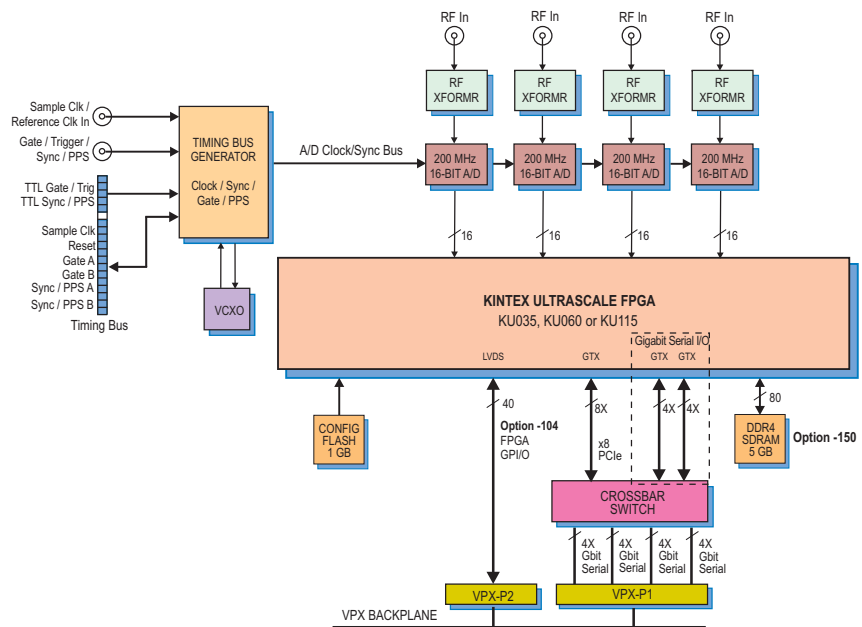 RF In
RF In
RF In
RF In
Sample Clk /
Reference Clk In
Gate / Trigger /
Sync / PPS
TTL Gate / Trig
TTL Sync / PPS
Sample Clk
Reset
Gate A
Gate B
Sync / PPS A
Sync / PPS B
Timing Bus
TIMING BUS
GENERATOR
Clock / Sync /
Gate / PPS
VCXO
A/D Clock/Sync Bus
RF
XFORMR
RF
XFORMR
RF
XFORMR
RF
XFORMR
200 MHz
16-BIT A/D
200 MHz
16-BIT A/D
200 MHz
16-BIT A/D
200 MHz
16-BIT A/D
16
16
16
16
KINTEX ULTRASCALE FPGA
KU035, KU060 or KU115
Gigabit Serial I/O
LVDS
GTX
GTX
GTX
CONFIG
FLASH
1 GB
40
Option -104
FPGA
GPI/O
8X
x8
PCIe
4X
4X
80
DDR4
SDRAM
5 GB
Option -150
CROSSBAR
SWITCH
4X
Gbit
Serial
4X
Gbit
Serial
4X
Gbit
Serial
4X
Gbit
Serial
VPX-P2
VPX-P1
VPX BACKPLANE